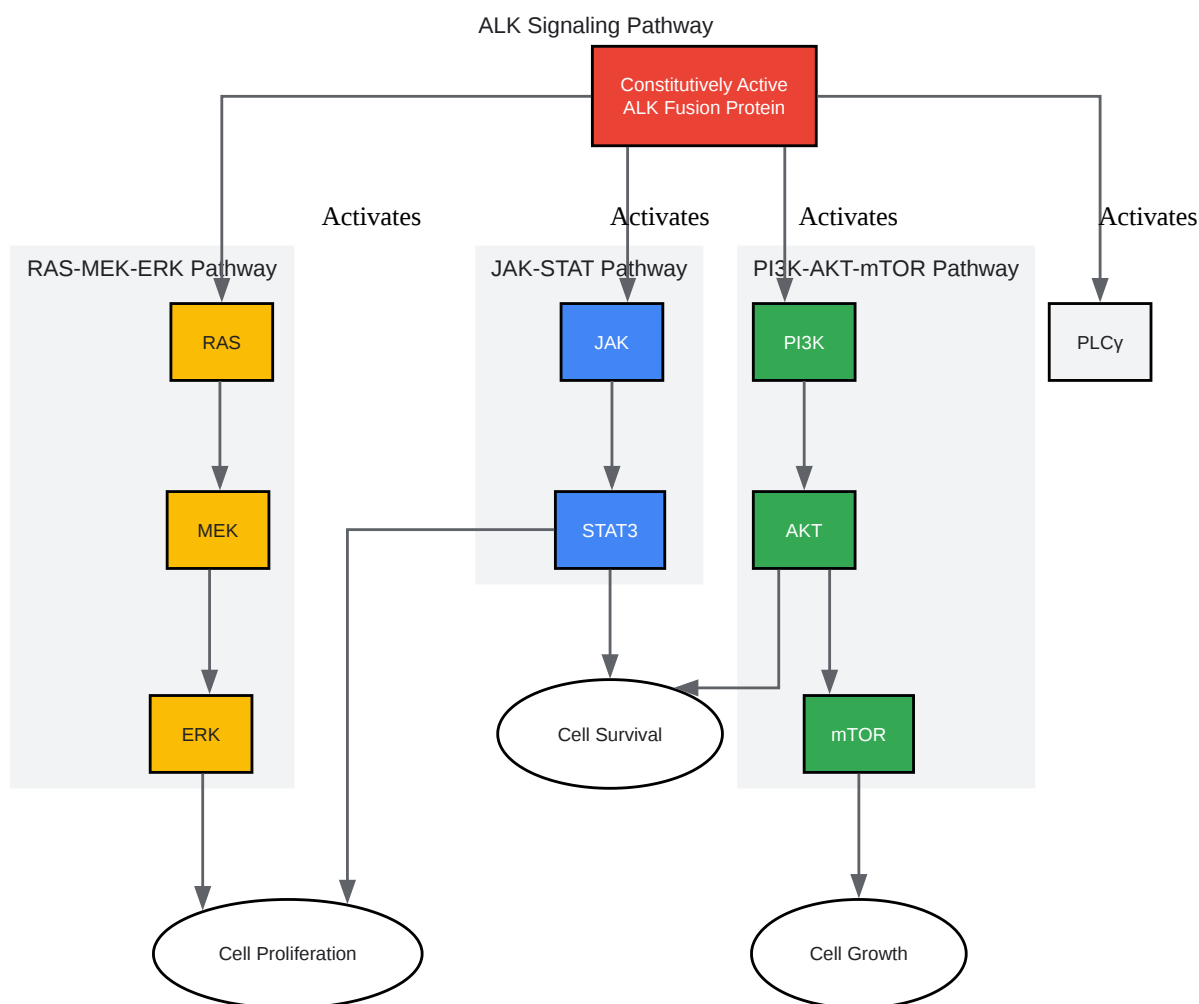 ALK Signaling Pathway
Constitutively Active
ALK Fusion Protein
Activates
Activates
Activates
Activates
RAS-MEK-ERK Pathway
JAK-STAT Pathway
PI3K-AKT-mTOR Pathway
RAS
JAK
PI3K
PLCγ
MEK
STAT3
AKT
ERK
Cell Survival
mTOR
Cell Proliferation
Cell Growth